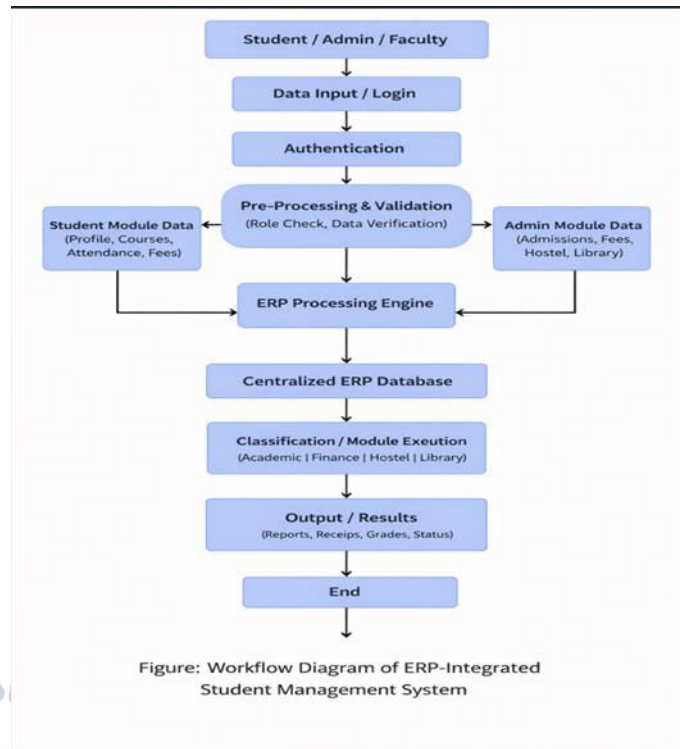 Student / Admin / Faculty
Data Input / Login
Authentication
Pre-Processing & Validation
(Role Check, Data Verification)
Student Module Data
(Profile, Courses,
Attendance, Fees)
Admin Module Data
(Admissions, Fees,
Hostel, Library)
ERP Processing Engine
Centralized ERP Database
Classification / Module Exeution
(Academic | Finance | Hostel | Library)
Output / Results
(Reports, Receips, Grades, Status)
End
Figure: Workflow Diagram of ERP-Integrated
Student Management System